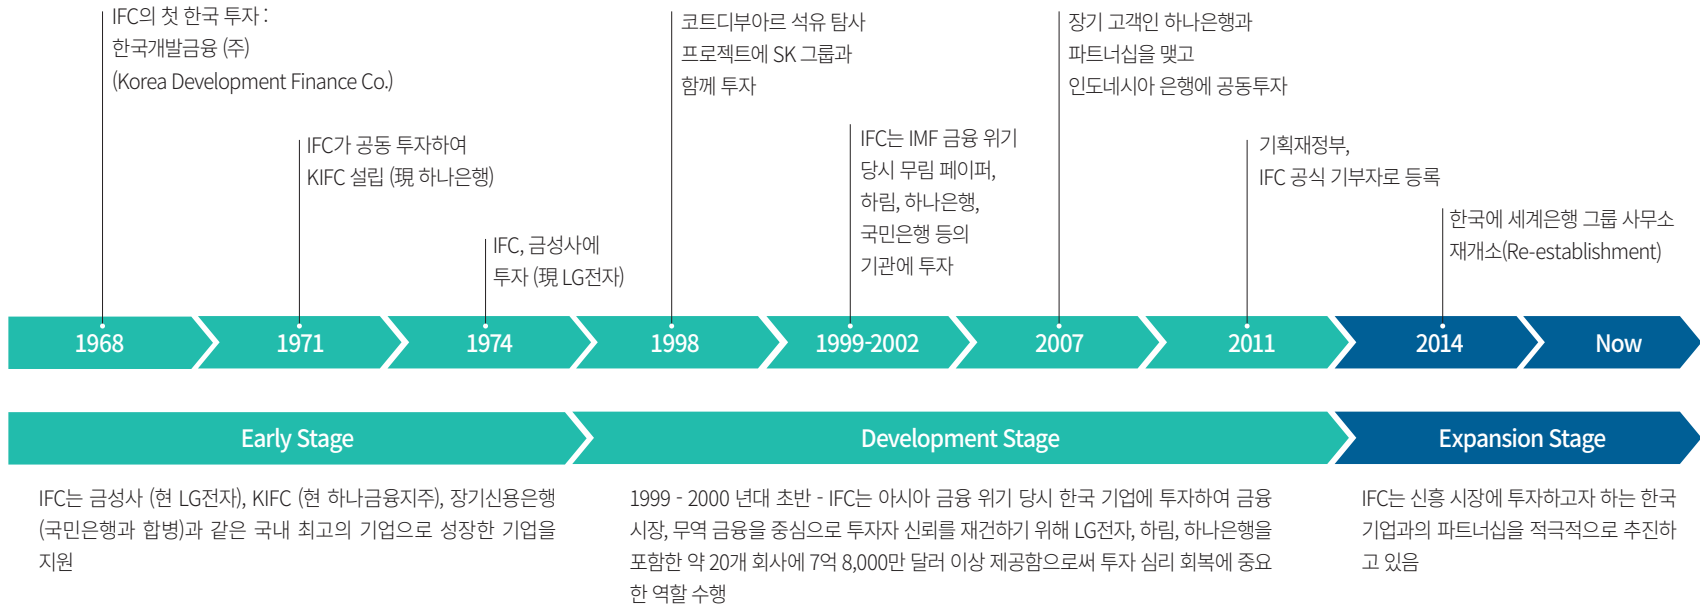 IFC의 첫 한국 투자 :
한국개발금융 (주)
(Korea Development Finance Co.)
IFC가 공동 투자하여
KIFC 설립 (現 하나은행)
IFC, 금성사에
투자 (現 LG전자)
코트디부아르 석유 탐사
프로젝트에 SK 그룹과
함께 투자
IFC는 IMF 금융 위기
당시 무림 페이퍼,
하림, 하나은행,
국민은행 등의
기관에 투자
장기 고객인 하나은행과
파트너십을 맺고
인도네시아 은행에 공동투자
기획재정부,
IFC 공식 기부자로 등록
한국에 세계은행 그룹 사무소
재개소(Re-establishment)
1968
1971
1974
1998
1999-2002
2007
2011
2014
Now
Early Stage
Development Stage
Expansion Stage
IFC는 금성사 (현 LG전자), KIFC (현 하나금융지주), 장기신용은행
(국민은행과 합병)과 같은 국내 최고의 기업으로 성장한 기업을
지원
1999 - 2000 년대 초반 - IFC는 아시아 금융 위기 당시 한국 기업에 투자하여 금융
시장, 무역 금융을 중심으로 투자자 신뢰를 재건하기 위해 LG전자, 하림, 하나은행을
포함한 약 20개 회사에 7억 8,000만 달러 이상 제공함으로써 투자 심리 회복에 중요
한 역할 수행
IFC는 신흥 시장에 투자하고자 하는 한국
기업과의 파트너십을 적극적으로 추진하
고 있음